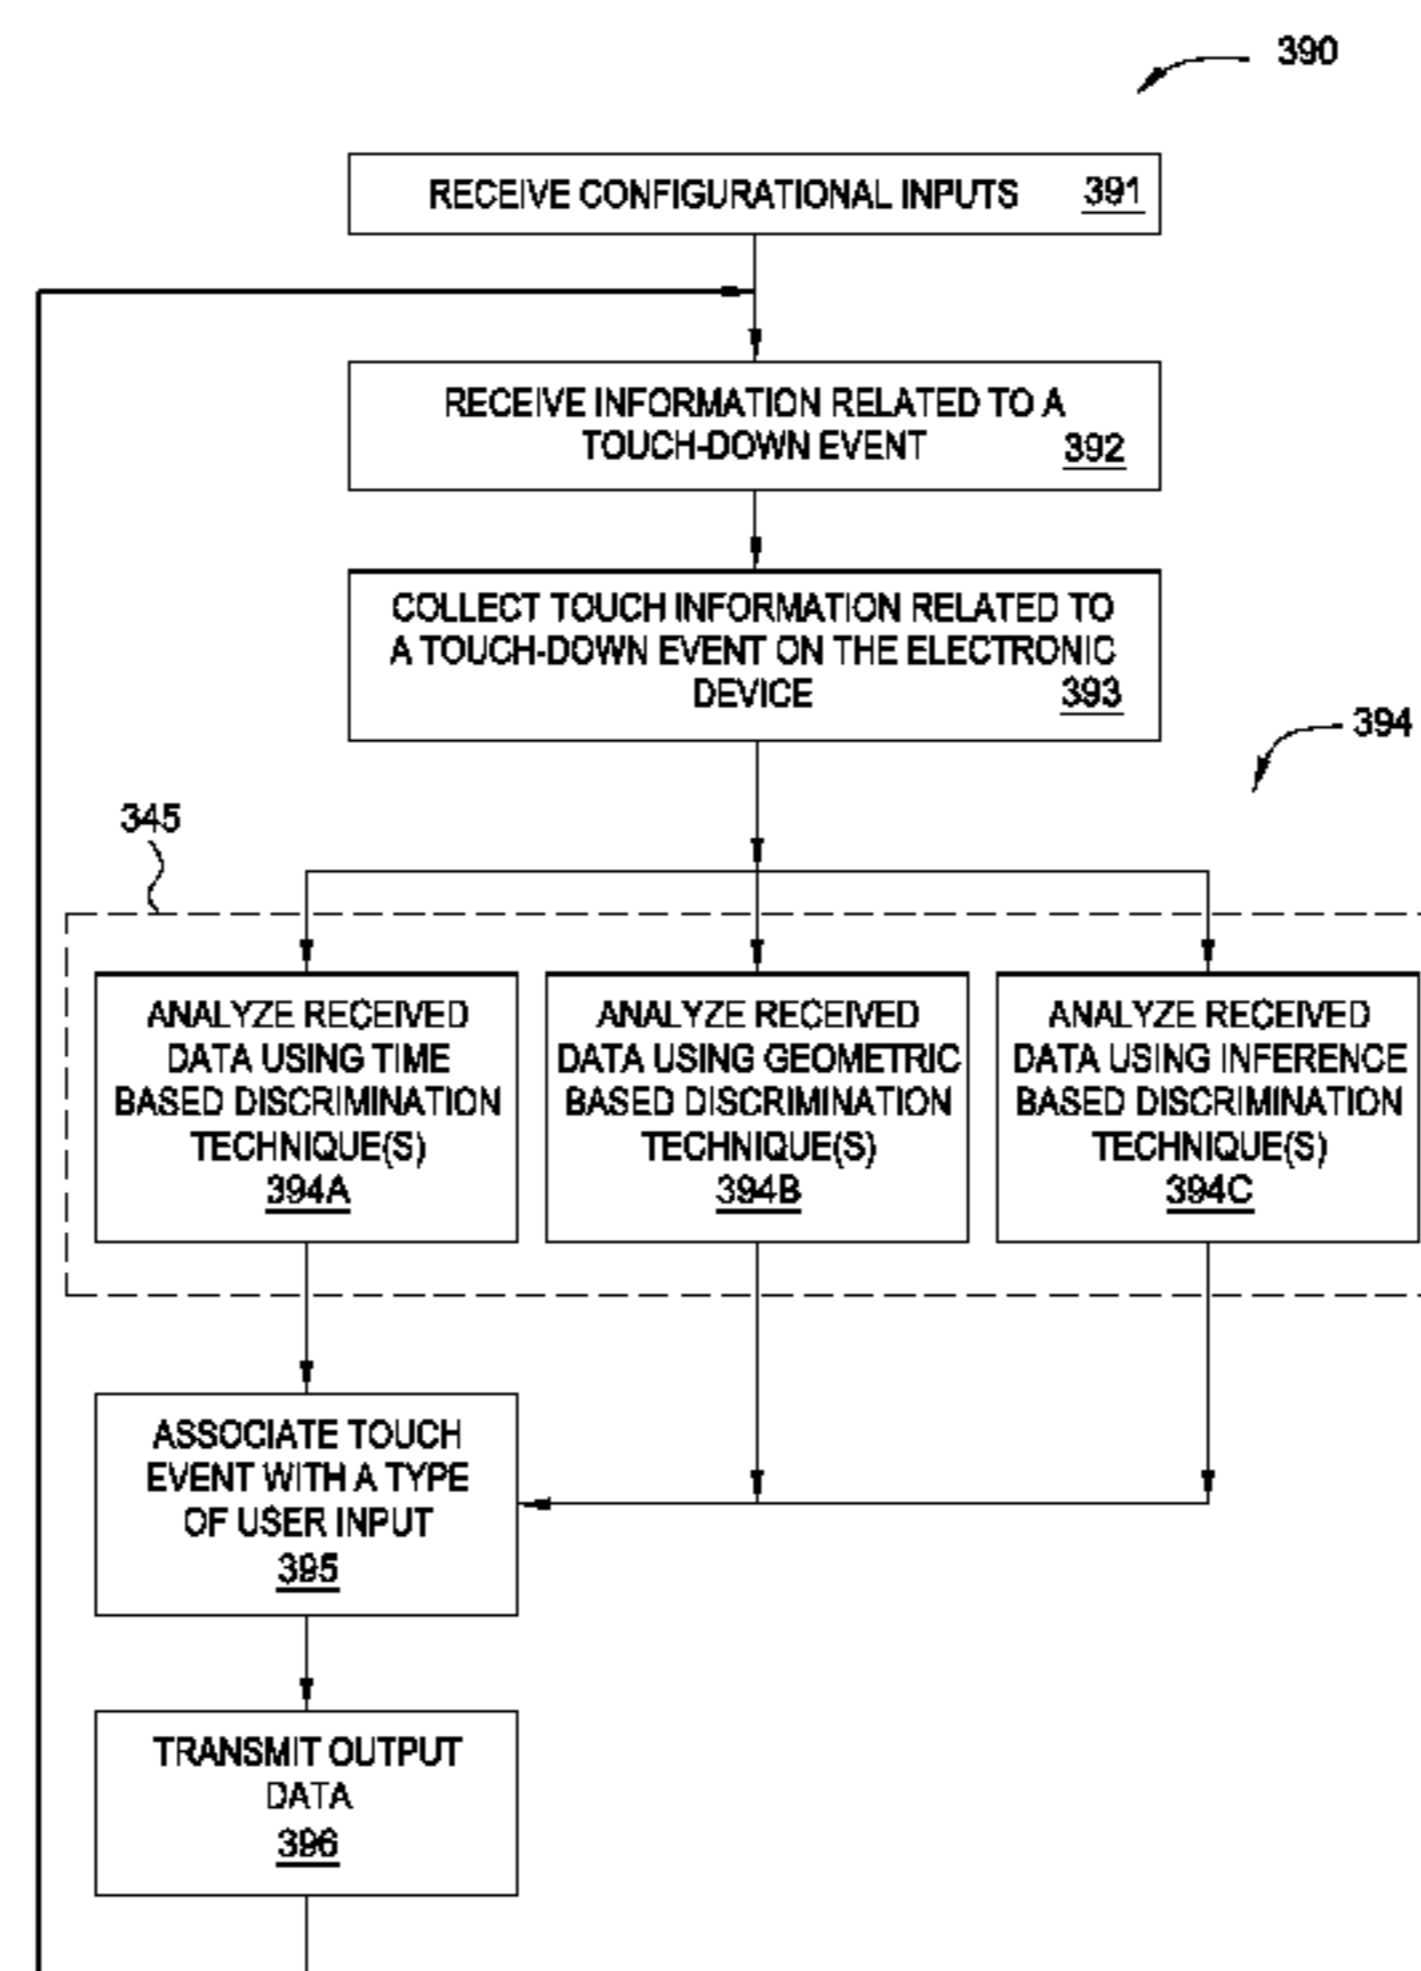 390
RECEIVE CONFIGURATIONAL INPUTS 391
RECEIVE INFORMATION RELATED TO A
TOUCH-DOWN EVENT 392
COLLECT TOUCH INFORMATION RELATED TO
A TOUCH-DOWN EVENT ON THE ELECTRONIC
DEVICE 393
394
345
ANALYZE RECEIVED
DATA USING TIME
BASED DISCRIMINATION
TECHNIQUE(S)
394A
ANALYZE RECEIVED
DATA USING GEOMETRIC
BASED DISCRIMINATION
TECHNIQUE(S)
394B
ANALYZE RECEIVED
DATA USING INFERENCE
BASED DISCRIMINATION
TECHNIQUE(S)
394C
ASSOCIATE TOUCH
EVENT WITH A TYPE
OF USER INPUT
395
TRANSMIT OUTPUT
DATA
396